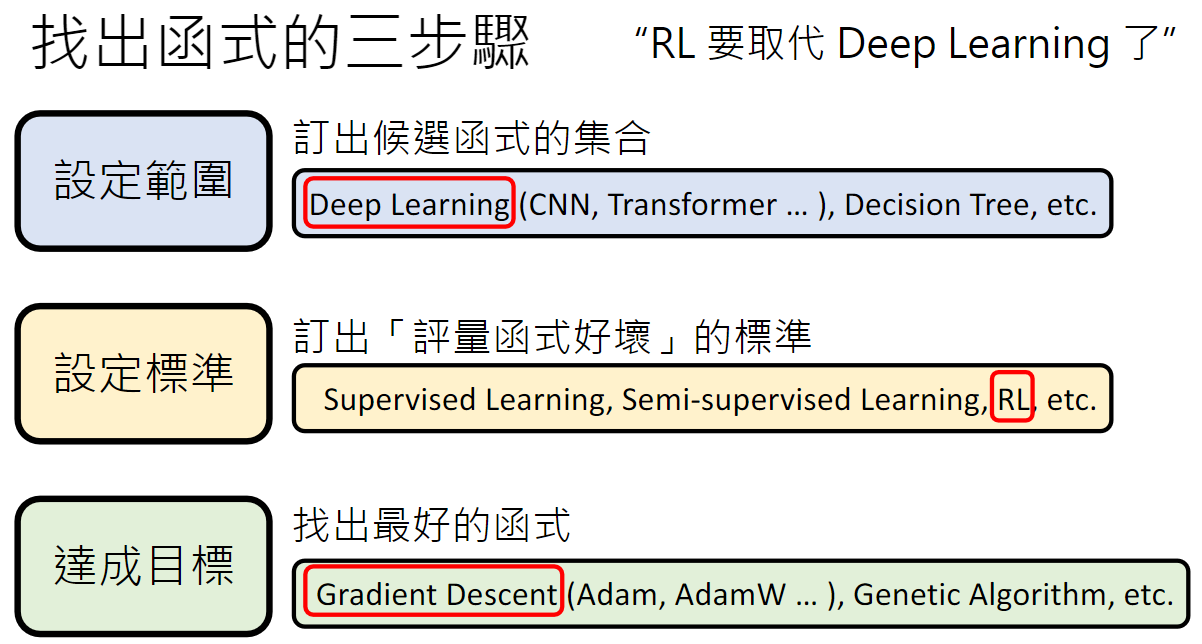 找出函式的三步驟
“RL 要取代 Deep Learning 了”
設定範圍
訂出候選函式的集合
Deep Learning (CNN, Transformer … ), Decision Tree, etc.
設定標準
訂出「評量函式好壞」的標準
Supervised Learning, Semi-supervised Learning, RL, etc.
達成目標
找出最好的函式
Gradient Descent (Adam, AdamW … ), Genetic Algorithm, etc.